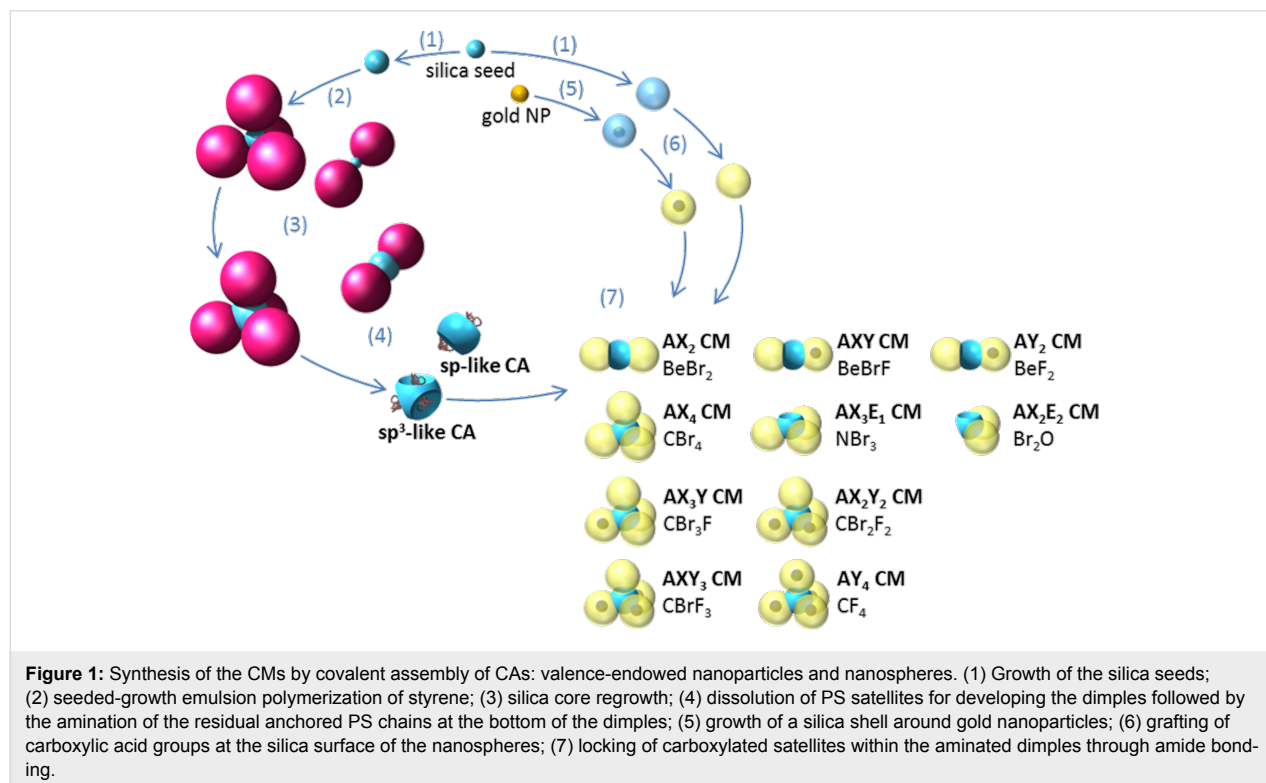 (1)
(1)
silica seed
(2)
(5)
gold NP
(6)
(3)
(7)
(4)
sp-like CA
sp³-like CA
AX₂ CM
BeBr₂
AXY CM
BeBrF
AY₂ CM
BeF₂
AX₄ CM
CBr₄
AX₃E₁ CM
NBr₃
AX₂E₂ CM
Br₂O
AX₃Y CM
CBr₃F
AX₂Y₂ CM
CBr₂F₂
AXY₃ CM
CBrF₃
AY₄ CM
CF₄
Figure 1: Synthesis of the CMs by covalent assembly of CAs: valence-endowed nanoparticles and nanospheres. (1) Growth of the silica seeds;
(2) seeded-growth emulsion polymerization of styrene; (3) silica core regrowth; (4) dissolution of PS satellites for developing the dimples followed by
the amination of the residual anchored PS chains at the bottom of the dimples; (5) growth of a silica shell around gold nanoparticles; (6) grafting of
carboxylic acid groups at the silica surface of the nanospheres; (7) locking of carboxylated satellites within the aminated dimples through amide bond-
ing.